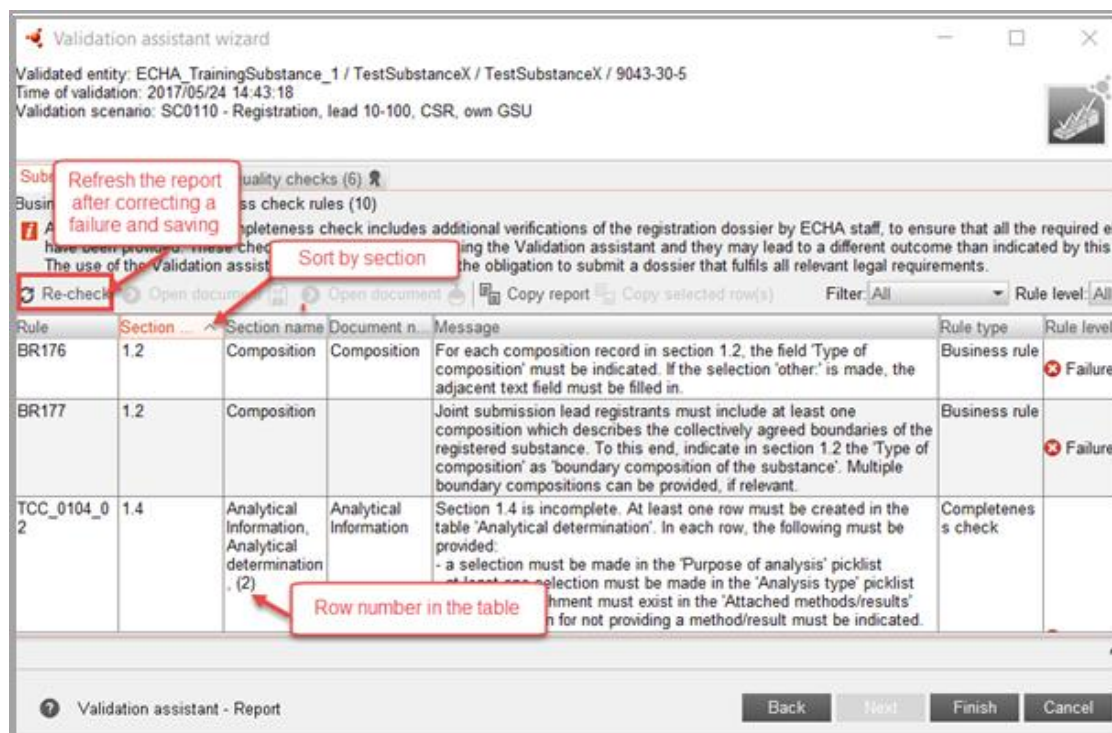 Validation assistant wizard
Validated entity: ECHA_TrainingSubstance_1 / TestSubstanceX / TestSubstanceX / 9043-30-5
Time of validation: 2017/05/24 14:43:18
Validation scenario: SC0110 - Registration, lead 10-100, CSR, own GSU
Refresh the report
after correcting a
failure and saving
uality checks (6)
ss check rules (10)
pleteness check includes additional verifications of the registration dossier by ECHA staff, to ensure that all the required e
have been provided. These chec ing the Validation assistant and they may lead to a different outcome than indicated by this
The use of the Validation assist the obligation to submit a dossier that fulfils all relevant legal requirements.
Sort by section
Re-check Open document Open document Copy report Copy selected row(s) Filter: All Rule level: All
Rule Section ... Section name Document n... Message Rule type Rule level
BR176 1.2 Composition Composition For each composition record in section 1.2, the field 'Type of Business rule
composition' must be indicated. If the selection 'other:' is made, the Failure
adjacent text field must be filled in.
BR177 1.2 Composition Joint submission lead registrants must include at least one Business rule
composition which describes the collectively agreed boundaries of the
registered substance. To this end, indicate in section 1.2 the 'Type of Failure
composition' as 'boundary composition of the substance'. Multiple
boundary compositions can be provided, if relevant.
TCC_0104_0 1.4 Analytical Analytical Section 1.4 is incomplete. At least one row must be created in the Completenes
2 Information, Information table 'Analytical determination'. In each row, the following must be s check
Analytical provided:
determination - a selection must be made in the 'Purpose of analysis' picklist
, (2) selection must be made in the 'Analysis type' picklist
hment must exist in the 'Attached methods/results'
n for not providing a method/result must be indicated.
Row number in the table
Validation assistant - Report Back Next Finish Cancel